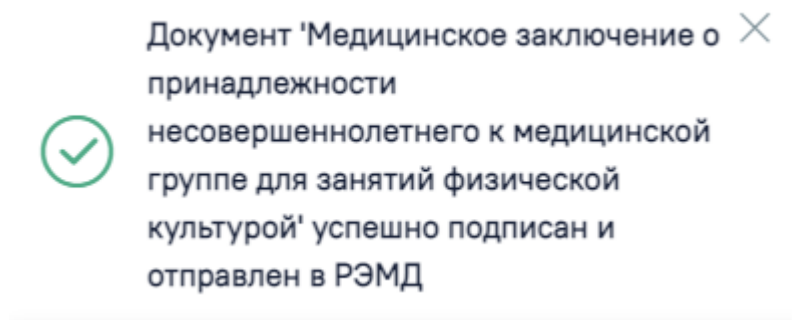 Документ 'Медицинское заключение о
принадлежности
несовершеннолетнего к медицинской
группе для занятий физической
культурой' успешно подписан и
отправлен в РЭМД